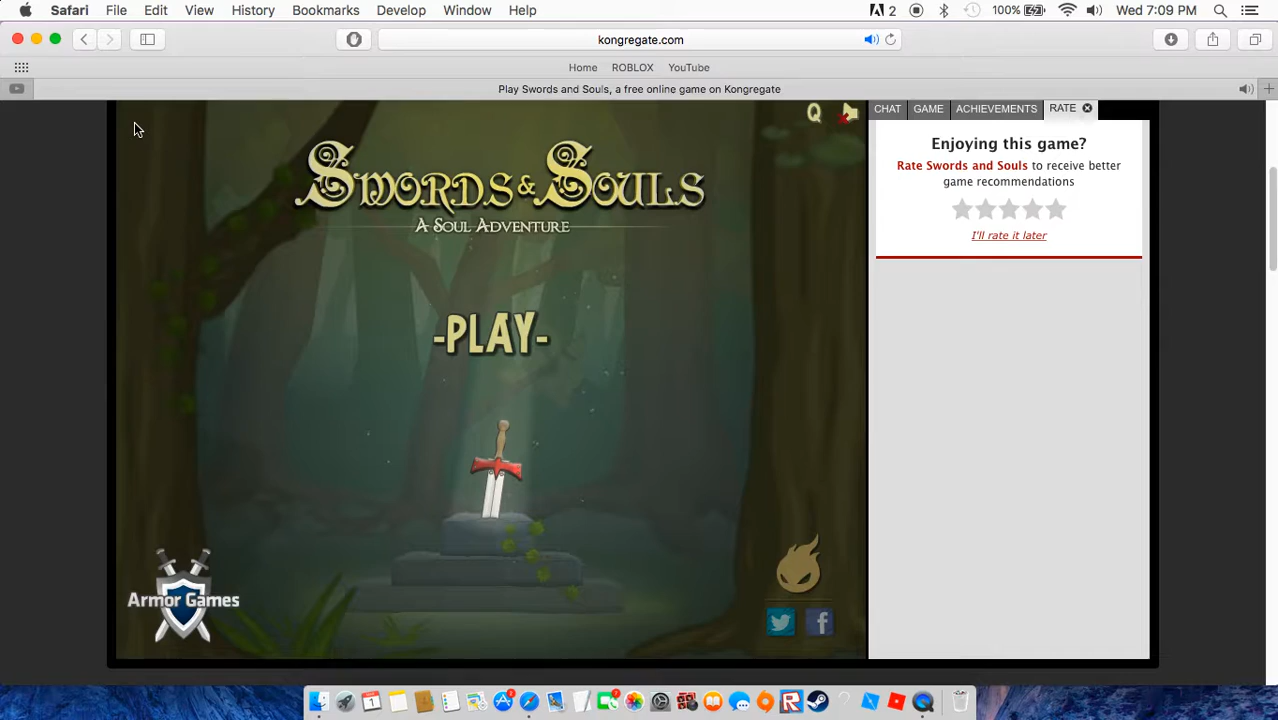 Safari File Edit View History Bookmarks Develop Window Help 2 100% Wed 7:09 PM
kongregate.com
Home ROBLOX YouTube
Play Swords and Souls, a free online game on Kongregate
CHAT GAME ACHIEVEMENTS RATE
Q
Enjoying this game?
Rate Swords and Souls to receive better
game recommendations
I'll rate it later
SWORDS & SOULS
A SOUL ADVENTURE
-PLAY-
Armor Games